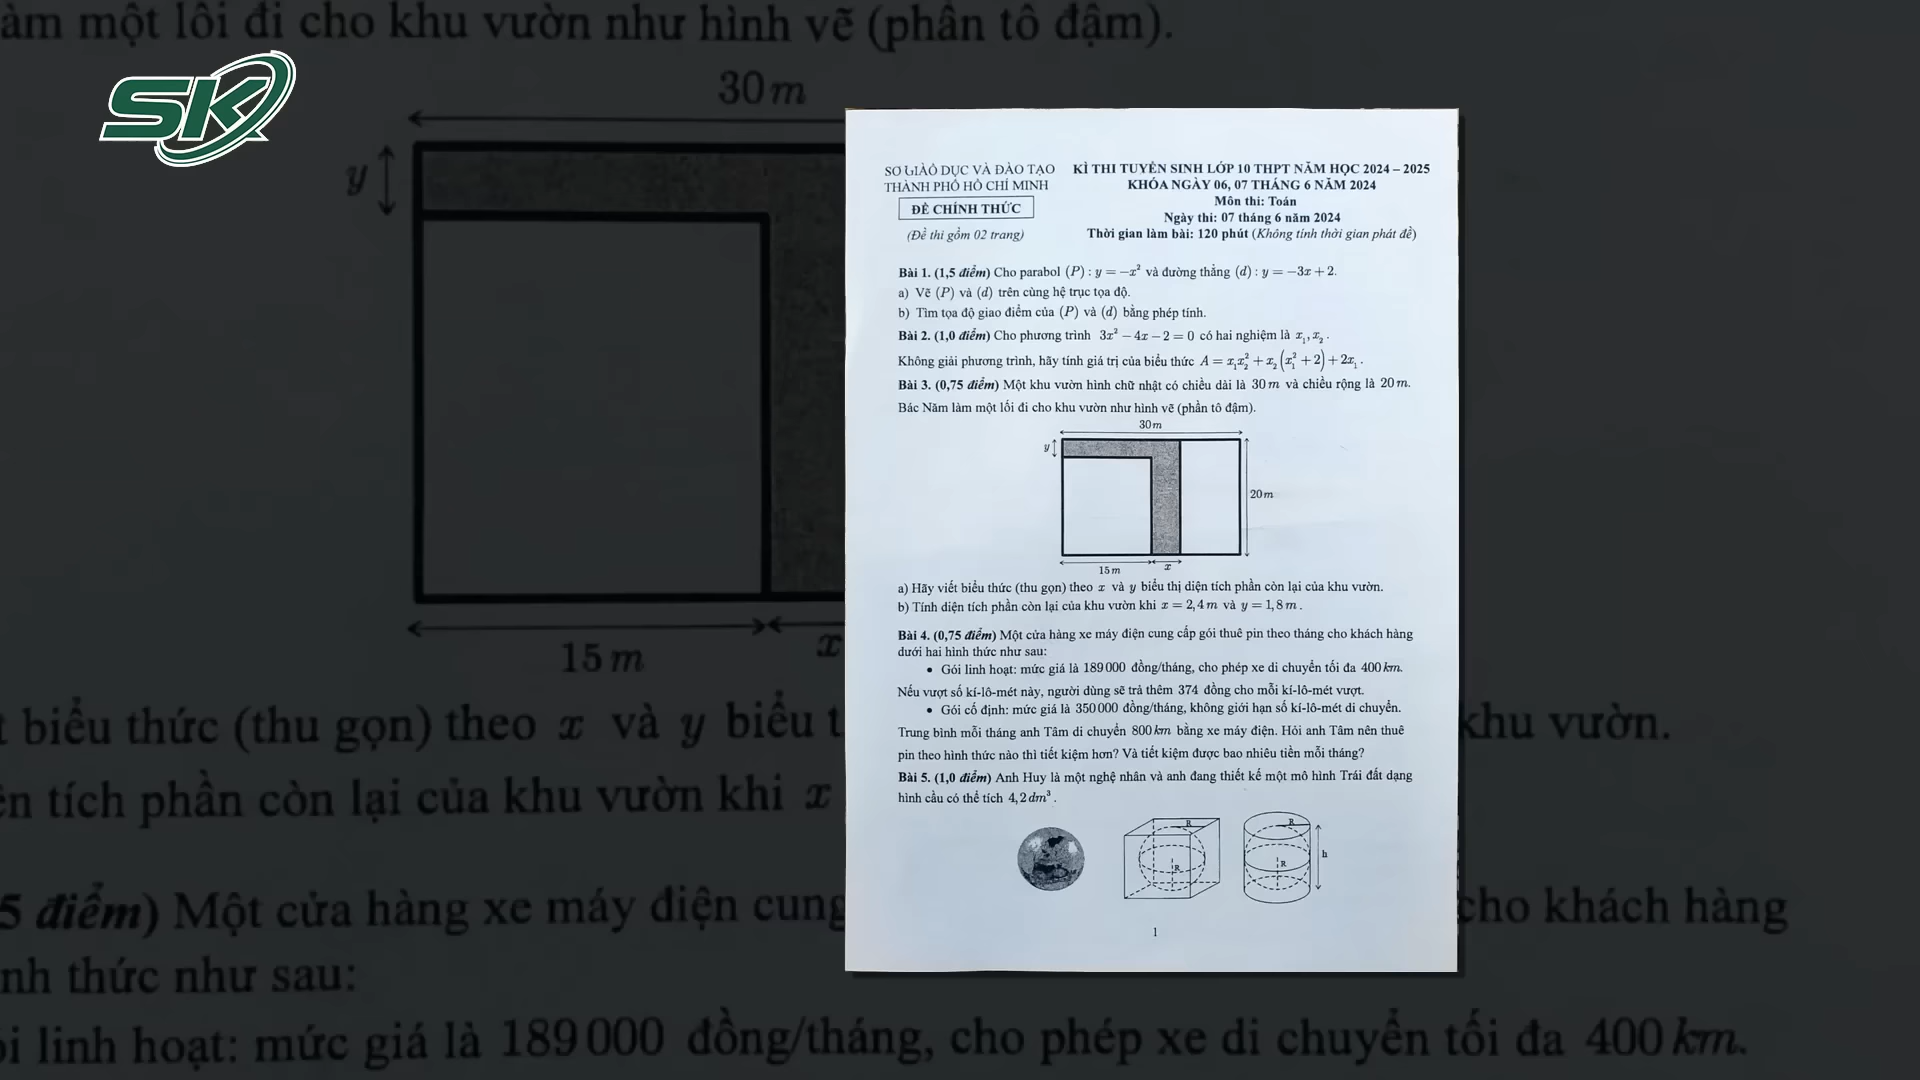 àm một lối đi cho khu vườn như hình vẽ (phần tô đậm).
SK
30 m
y
15 m
x
t biểu thức (thu gọn) theo x và y biểu t
khu vườn.
ện tích phần còn lại của khu vườn khi x
5 điểm) Một cửa hàng xe máy điện cung
cho khách hàng
nh thức như sau:
ói linh hoạt: mức giá là 189 000 đồng/tháng, cho phép xe di chuyển tối đa 400 km.
SỞ GIÁO DỤC VÀ ĐÀO TẠO
THÀNH PHỐ HỒ CHÍ MINH
ĐỀ CHÍNH THỨC
(Đề thi gồm 02 trang)
KÌ THI TUYỂN SINH LỚP 10 THPT NĂM HỌC 2024 – 2025
KHÓA NGÀY 06, 07 THÁNG 6 NĂM 2024
Môn thi: Toán
Ngày thi: 07 tháng 6 năm 2024
Thời gian làm bài: 120 phút (Không tính thời gian phát đề)
Bài 1. (1,5 điểm) Cho parabol (P) : y = −x² và đường thẳng (d) : y = −3x + 2.
a) Vẽ (P) và (d) trên cùng hệ trục tọa độ.
b) Tìm tọa độ giao điểm của (P) và (d) bằng phép tính.
Bài 2. (1,0 điểm) Cho phương trình 3x² − 4x − 2 = 0 có hai nghiệm là x₁, x₂.
Không giải phương trình, hãy tính giá trị của biểu thức A = x₁x₂² + x₂(x₁² + 2) + 2x₁.
Bài 3. (0,75 điểm) Một khu vườn hình chữ nhật có chiều dài là 30 m và chiều rộng là 20 m.
Bác Năm làm một lối đi cho khu vườn như hình vẽ (phần tô đậm).
30 m
y
20 m
15 m
x
a) Hãy viết biểu thức (thu gọn) theo x và y biểu thị diện tích phần còn lại của khu vườn.
b) Tính diện tích phần còn lại của khu vườn khi x = 2,4 m và y = 1,8 m.
Bài 4. (0,75 điểm) Một cửa hàng xe máy điện cung cấp gói thuê pin theo tháng cho khách hàng
dưới hai hình thức như sau:
• Gói linh hoạt: mức giá là 189 000 đồng/tháng, cho phép xe di chuyển tối đa 400 km.
Nếu vượt số kí-lô-mét này, người dùng sẽ trả thêm 374 đồng cho mỗi kí-lô-mét vượt.
• Gói cố định: mức giá là 350 000 đồng/tháng, không giới hạn số kí-lô-mét di chuyển.
Trung bình mỗi tháng anh Tâm di chuyển 800 km bằng xe máy điện. Hỏi anh Tâm nên thuê
pin theo hình thức nào thì tiết kiệm hơn? Và tiết kiệm được bao nhiêu tiền mỗi tháng?
Bài 5. (1,0 điểm) Anh Huy là một nghệ nhân và anh đang thiết kế một mô hình Trái đất dạng
hình cầu có thể tích 4,2 dm³.
R
R
R
R
h
1